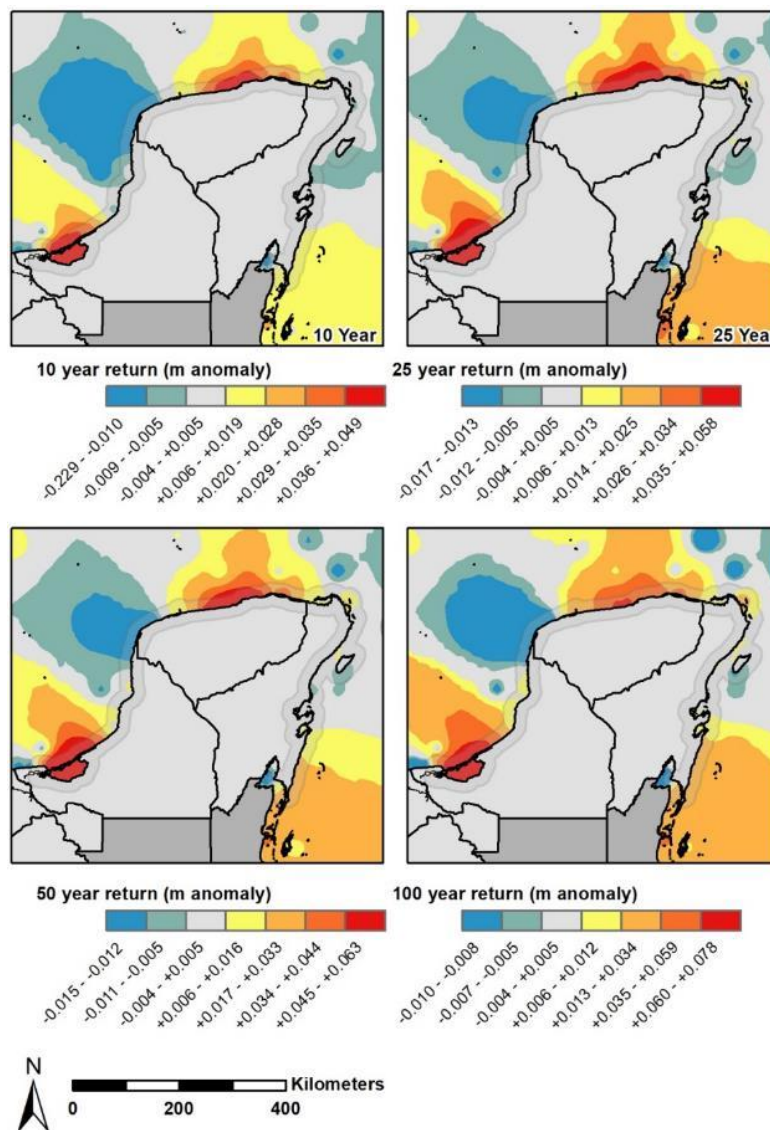 10 Year
25 Year
10 year return (m anomaly)
25 year return (m anomaly)
-0.229 - -0.010
-0.009 - -0.005
-0.004 - +0.005
+0.006 - +0.019
+0.020 - +0.028
+0.029 - +0.035
+0.036 - +0.049
-0.017 - -0.013
-0.012 - -0.005
-0.004 - +0.005
+0.006 - +0.013
+0.014 - +0.025
+0.026 - +0.034
+0.035 - +0.058
50 year return (m anomaly)
100 year return (m anomaly)
-0.015 - -0.012
-0.011 - -0.005
-0.004 - +0.005
+0.006 - +0.016
+0.017 - +0.033
+0.034 - +0.044
+0.045 - +0.063
-0.010 - -0.008
-0.007 - -0.005
-0.004 - +0.005
+0.006 - +0.012
+0.013 - +0.034
+0.035 - +0.059
+0.060 - +0.078
N
Kilometers
0 200 400